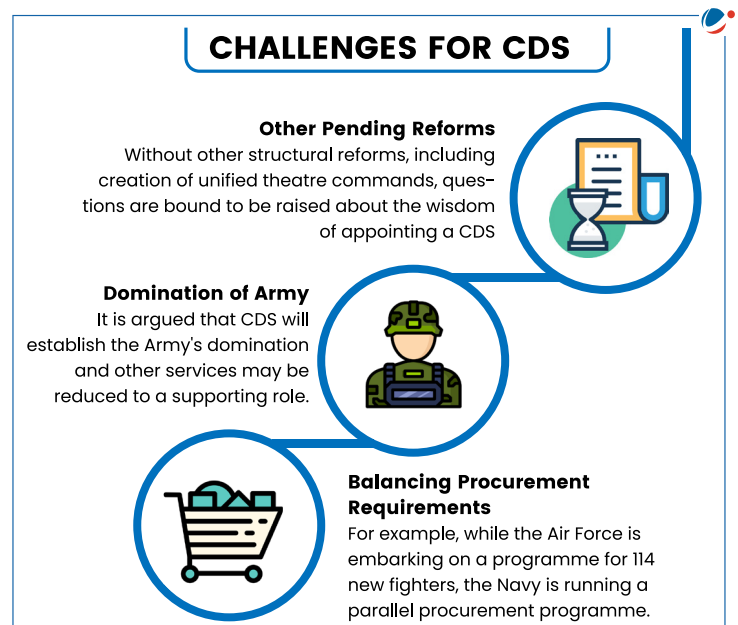 CHALLENGES FOR CDS
Other Pending Reforms
Without other structural reforms, including
creation of unified theatre commands, ques-
tions are bound to be raised about the wisdom
of appointing a CDS
Domination of Army
It is argued that CDS will
establish the Army's domination
and other services may be
reduced to a supporting role.
Balancing Procurement
Requirements
For example, while the Air Force is
embarking on a programme for 114
new fighters, the Navy is running a
parallel procurement programme.